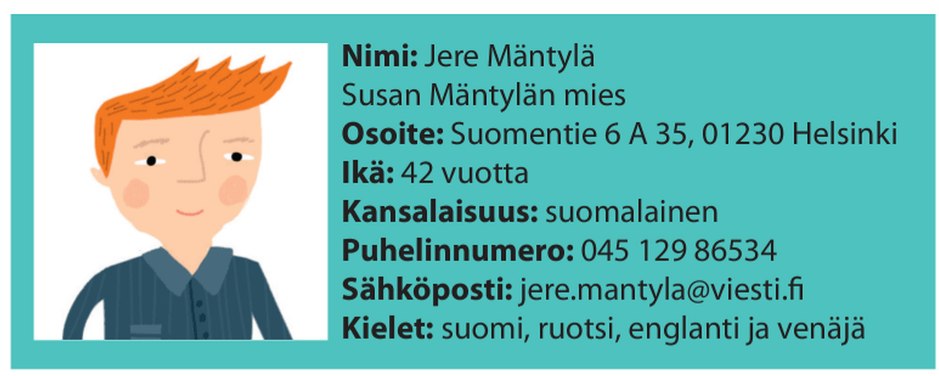 Nimi: Jere Mäntylä
Susan Mäntylän mies
Osoite: Suomentie 6 A 35, 01230 Helsinki
Ikä: 42 vuotta
Kansalaisuus: suomalainen
Puhelinnumero: 045 129 86534
Sähköposti: jere.mantyla@viesti.fi
Kielet: suomi, ruotsi, englanti ja venäjä